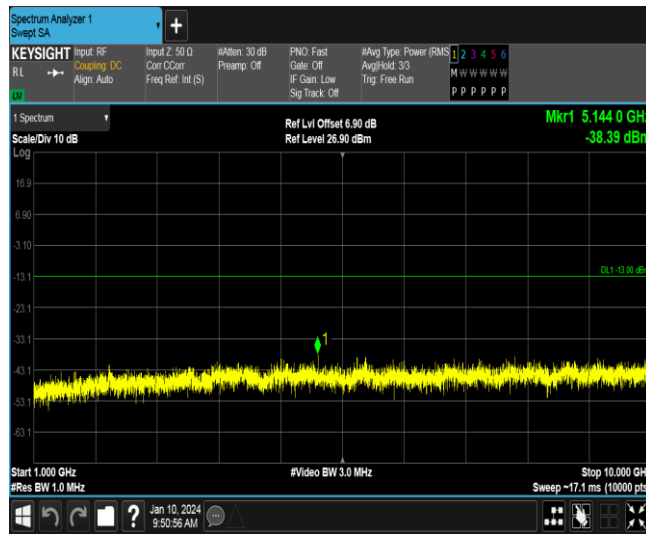 Spectrum Analyzer 1
Swept SA
+
KEYSIGHT Input: RF Input Z: 50 Ω #Atten: 30 dB PNO: Fast #Avg Type: Power (RMS 1 2 3 4 5 6
RL Coupling: DC Corr CCorr Preamp: Off Gate: Off Avg|Hold: 3/3 M W W W W W
Align: Auto Freq Ref: Int (S) IF Gain: Low Trig: Free Run
Sig Track: Off P P P P P P
1 Spectrum Ref Lvl Offset 6.90 dB Mkr1 5.144 0 GHz
Scale/Div 10 dB Ref Level 26.90 dBm -38.39 dBm
Log
16.9
6.90
-3.10
-13.1 DL1 -13.00 dBm
-23.1
-33.1 1
-43.1
-53.1
-63.1
Start 1.000 GHz #Video BW 3.0 MHz Stop 10.000 GHz
#Res BW 1.0 MHz Sweep ~17.1 ms (10000 pts)
? Jan 10, 2024
9:50:56 AM